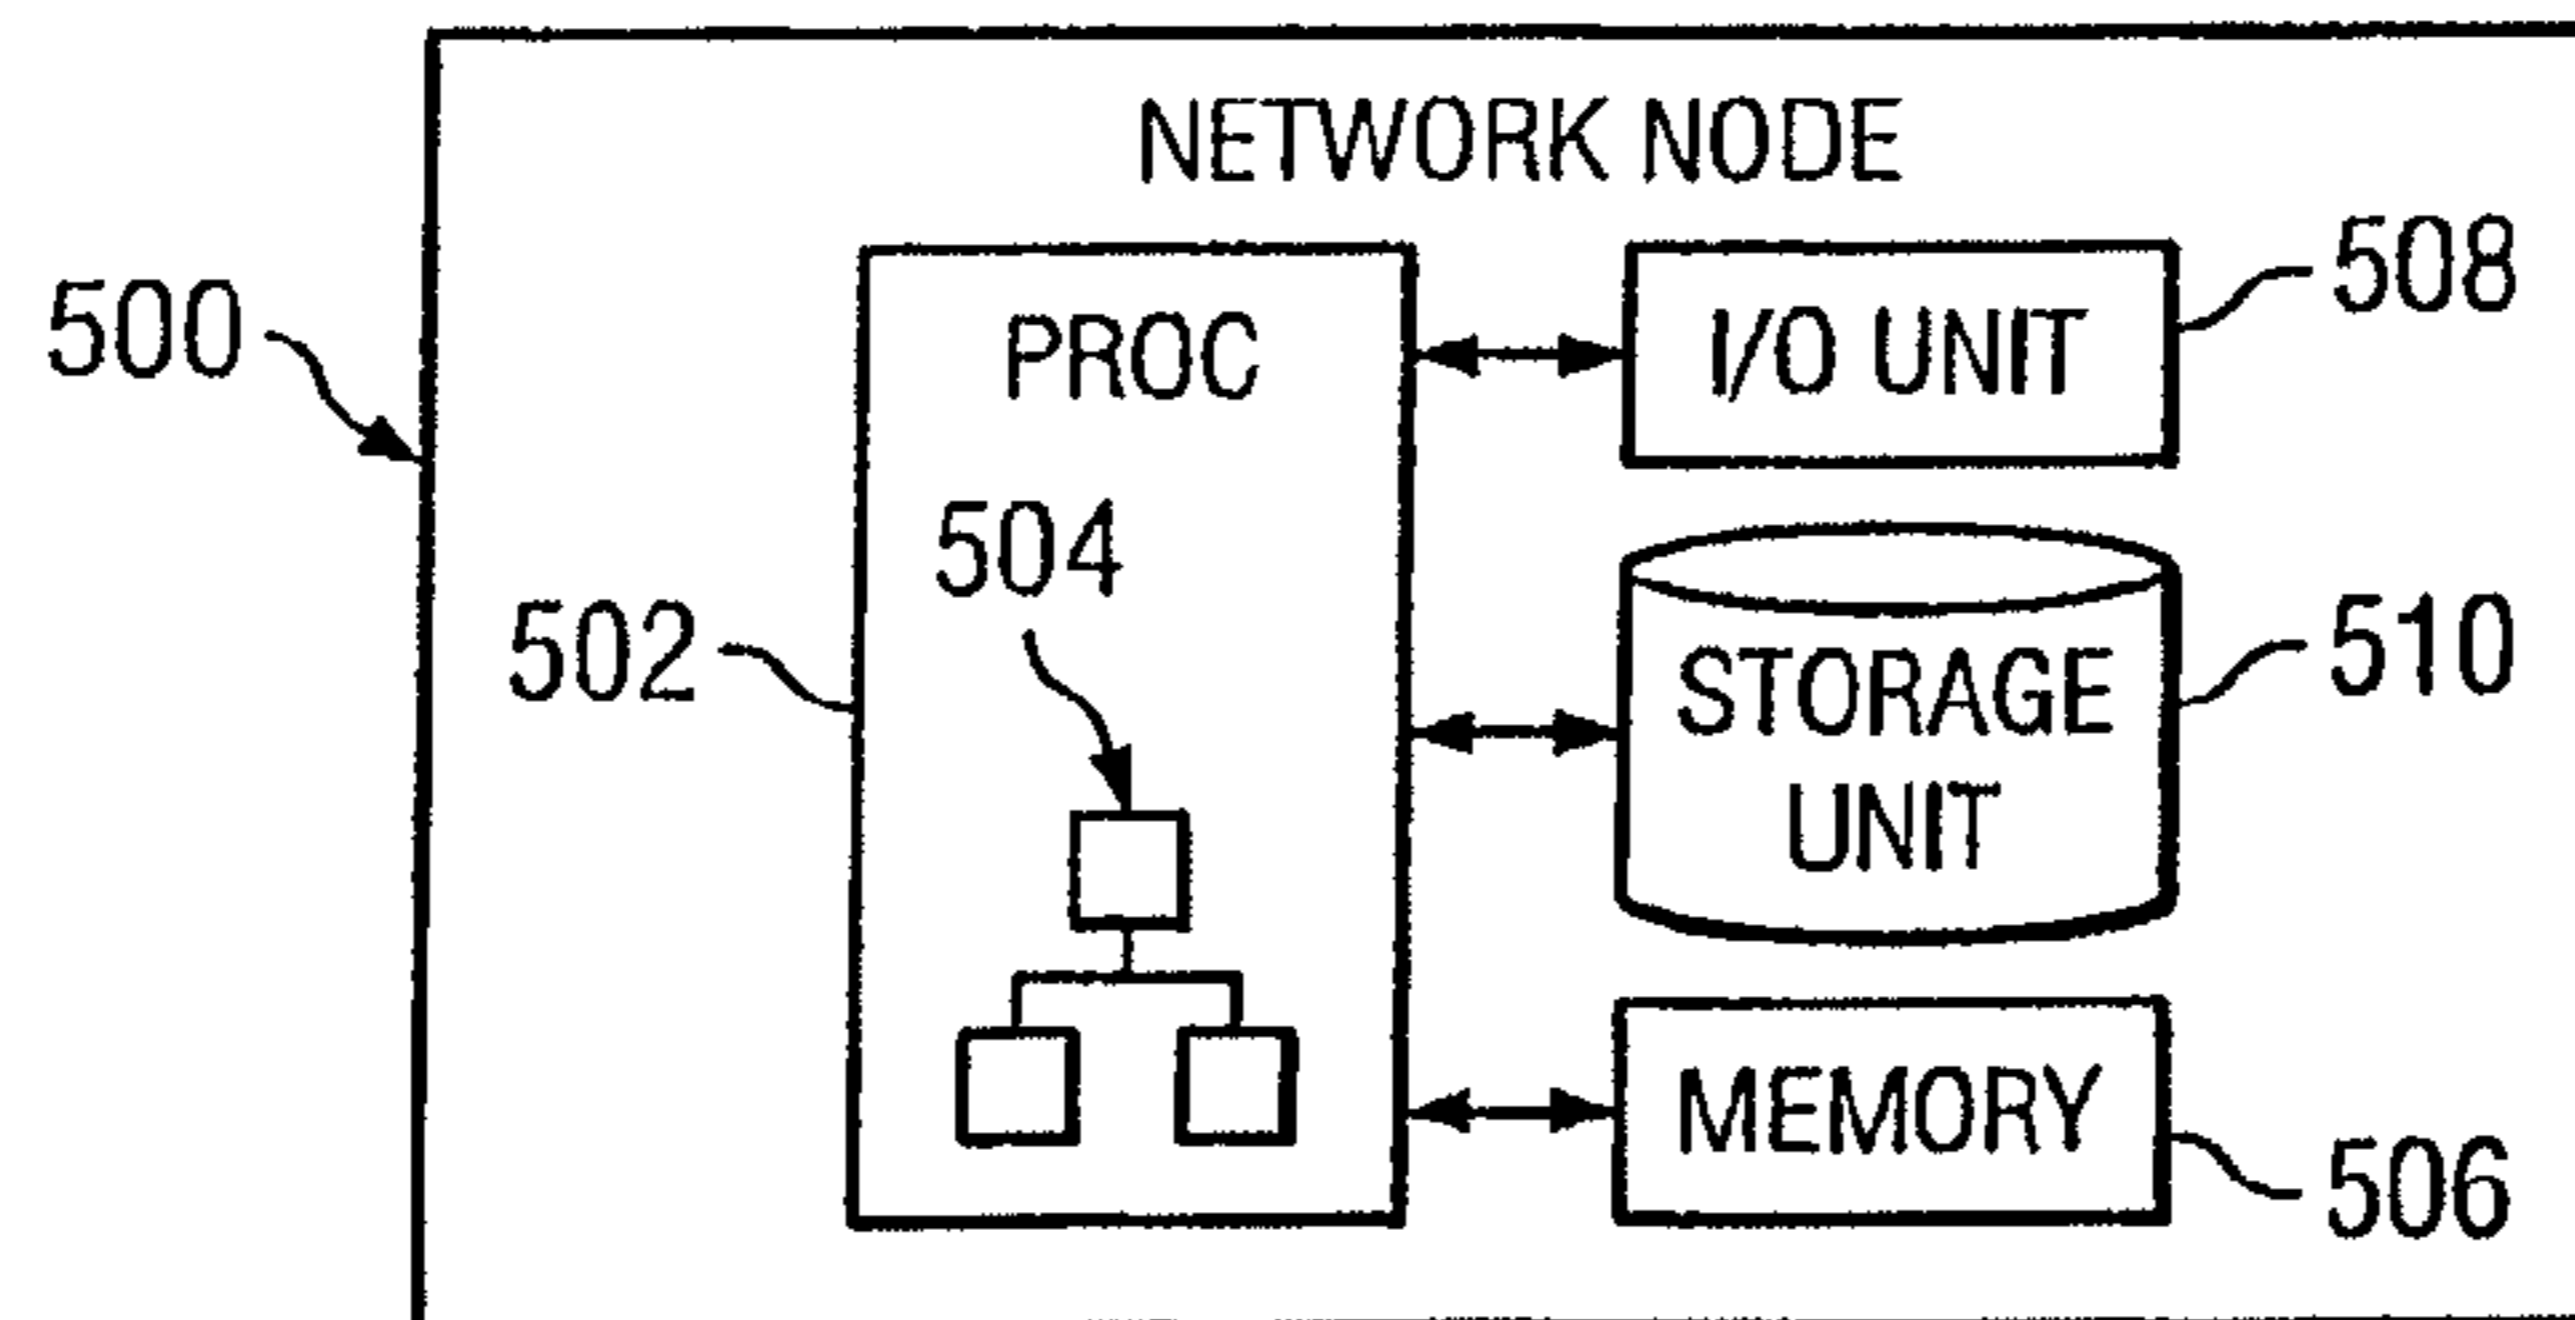 NETWORK NODE
500
PROC
I/O UNIT
508
504
502
STORAGE
UNIT
510
MEMORY
506